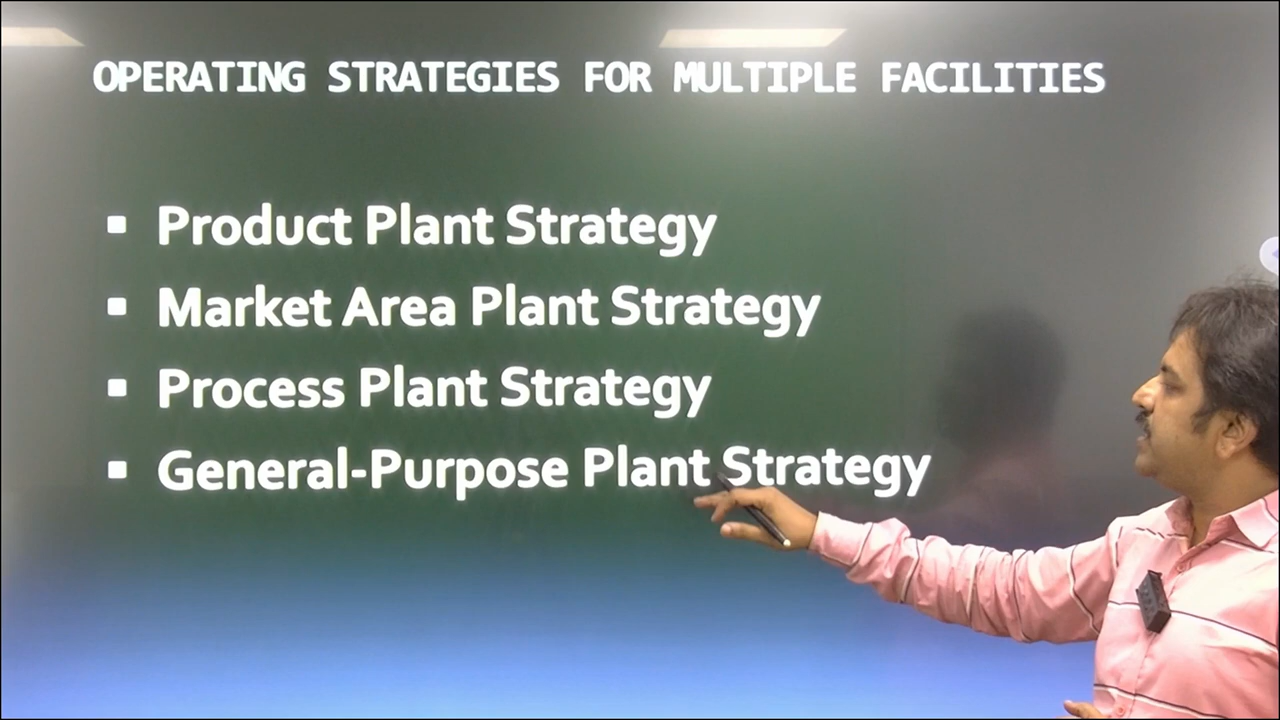 OPERATING STRATEGIES FOR MULTIPLE FACILITIES
▪ Product Plant Strategy
▪ Market Area Plant Strategy
▪ Process Plant Strategy
▪ General-Purpose Plant Strategy